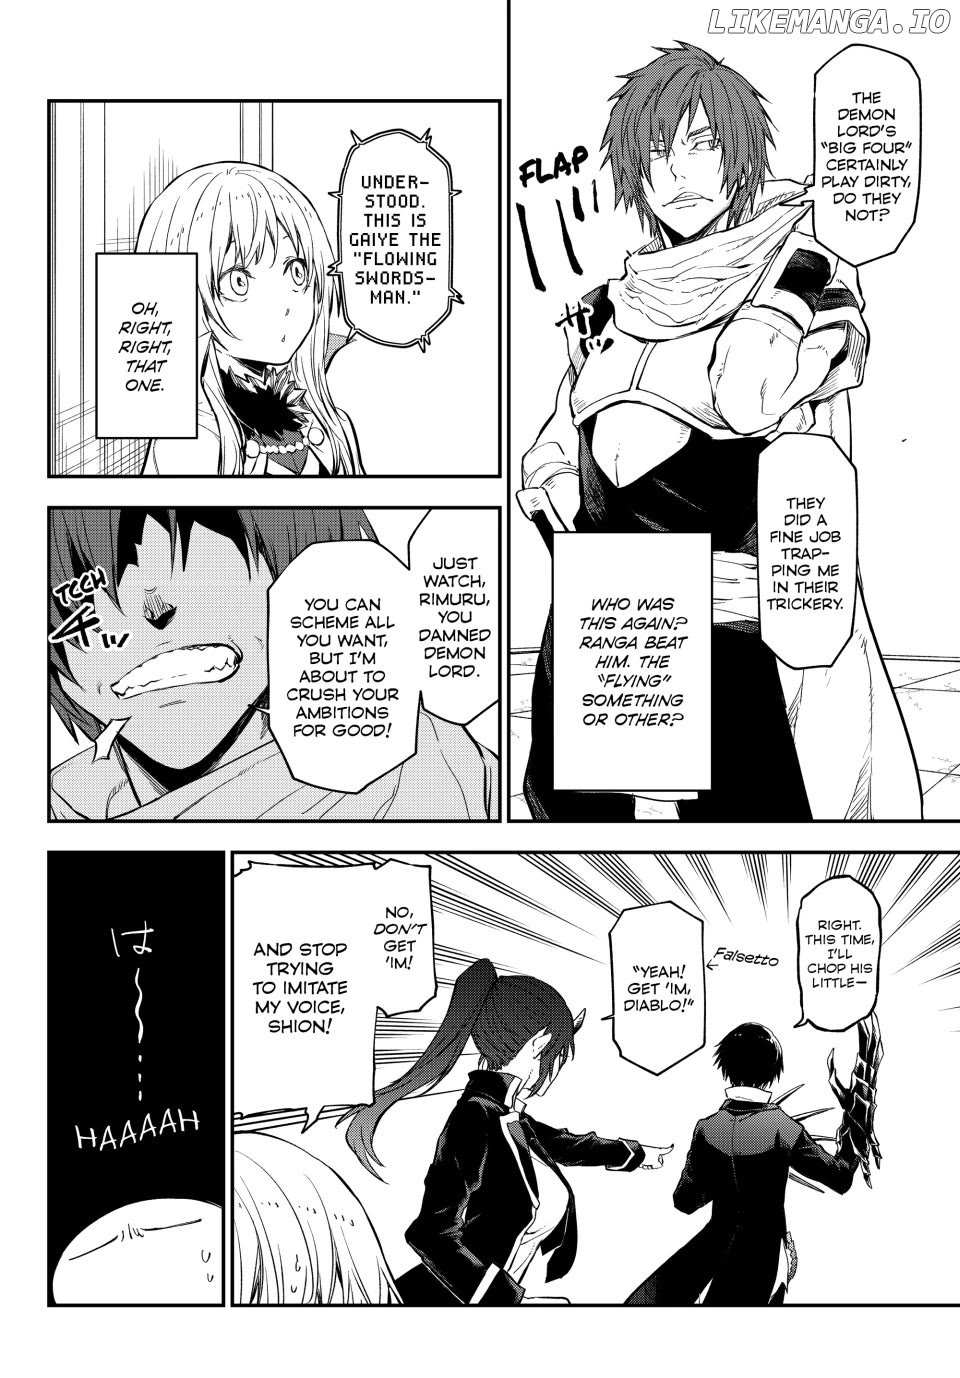 LIKEMANGA.IO
THE
DEMON
LORD'S
"BIG FOUR"
CERTAINLY
PLAY DIRTY,
DO THEY
NOT?
FLAP
バサッ
THEY
DID A
FINE JOB
TRAP-
PING ME
IN THEIR
TRICKERY.
WHO WAS
THIS AGAIN?
RANGA BEAT
HIM. THE
"FLYING"
SOMETHING
OR OTHER?
UNDER-
STOOD.
THIS IS
GAIYE THE
"FLOWING
SWORDS-
MAN."
OH,
RIGHT,
RIGHT,
THAT
ONE.
JUST
WATCH,
RIMURU,
YOU
DAMNED
DEMON
LORD.
YOU CAN
SCHEME ALL
YOU WANT,
BUT I'M
ABOUT TO
CRUSH YOUR
AMBITIONS
FOR GOOD!
TCCH
チッ
RIGHT.
THIS TIME,
I'LL
CHOP HIS
LITTLE—
Falsetto
"YEAH!
GET 'IM,
DIABLO!"
NO,
DON'T
GET
'IM!
AND STOP
TRYING
TO IMITATE
MY VOICE,
SHION!
は〜…
HAAAAH